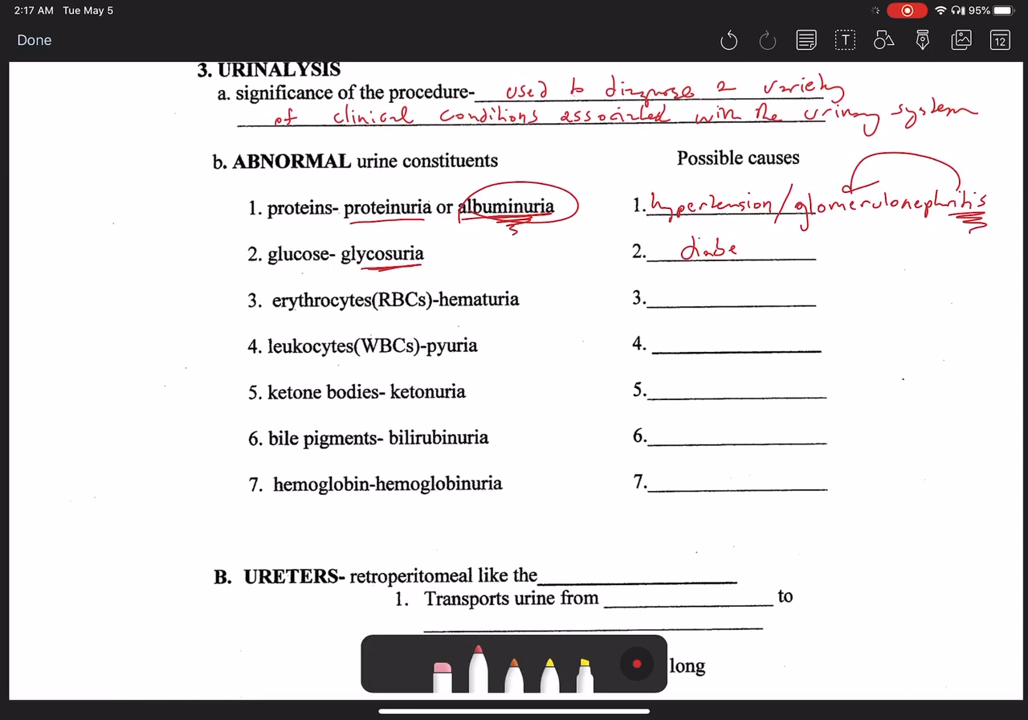 2:17 AM Tue May 5
95%
Done
T
12
3. URINALYSIS
a. significance of the procedure- used to diagnose a variety
of clinical conditions associated with the urinary system
b. ABNORMAL urine constituents Possible causes
1. proteins- proteinuria or albuminuria 1. hypertension/glomerulonephritis
2. glucose- glycosuria 2. diabe
3. erythrocytes(RBCs)-hematuria 3.
4. leukocytes(WBCs)-pyuria 4.
5. ketone bodies- ketonuria 5.
6. bile pigments- bilirubinuria 6.
7. hemoglobin-hemoglobinuria 7.
B. URETERS- retroperitomeal like the
1. Transports urine from to
long